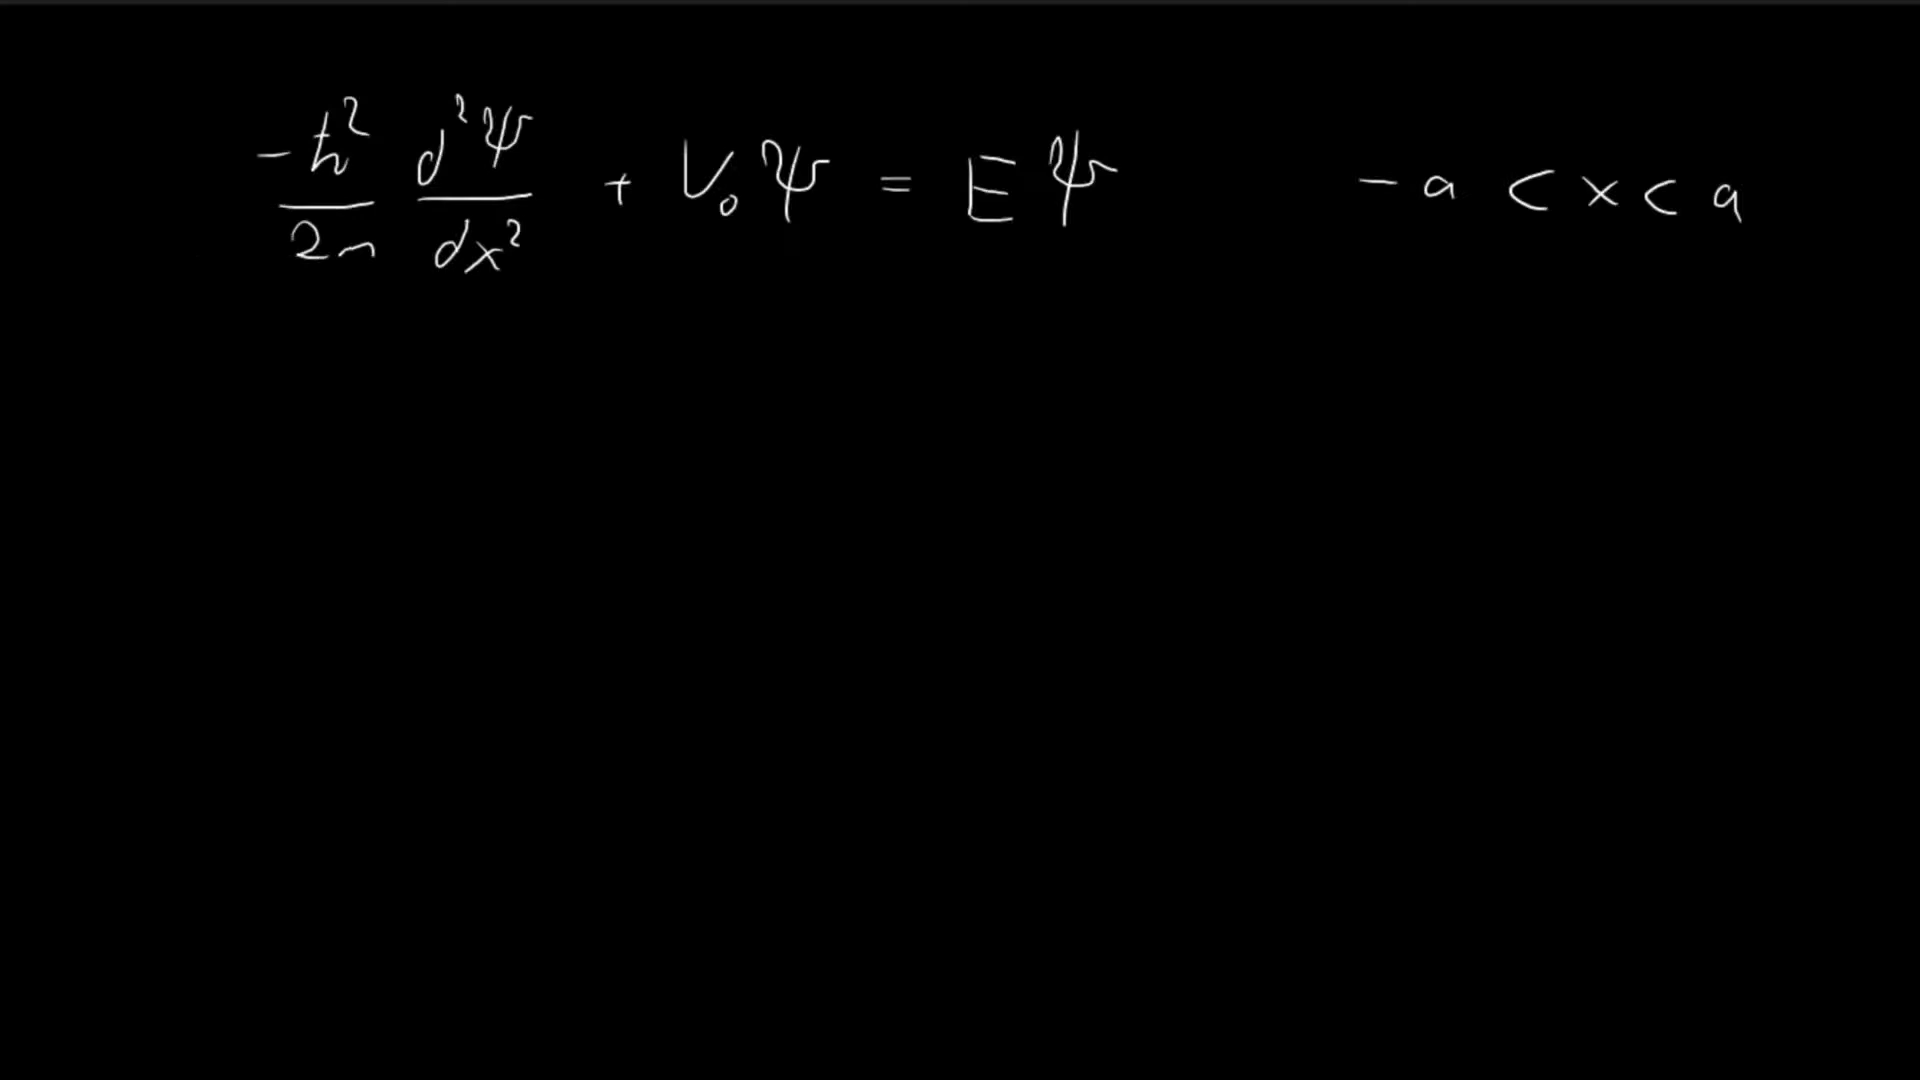 -ħ²/2m d²ψ/dx² + V₀ψ = Eψ -a < x < a